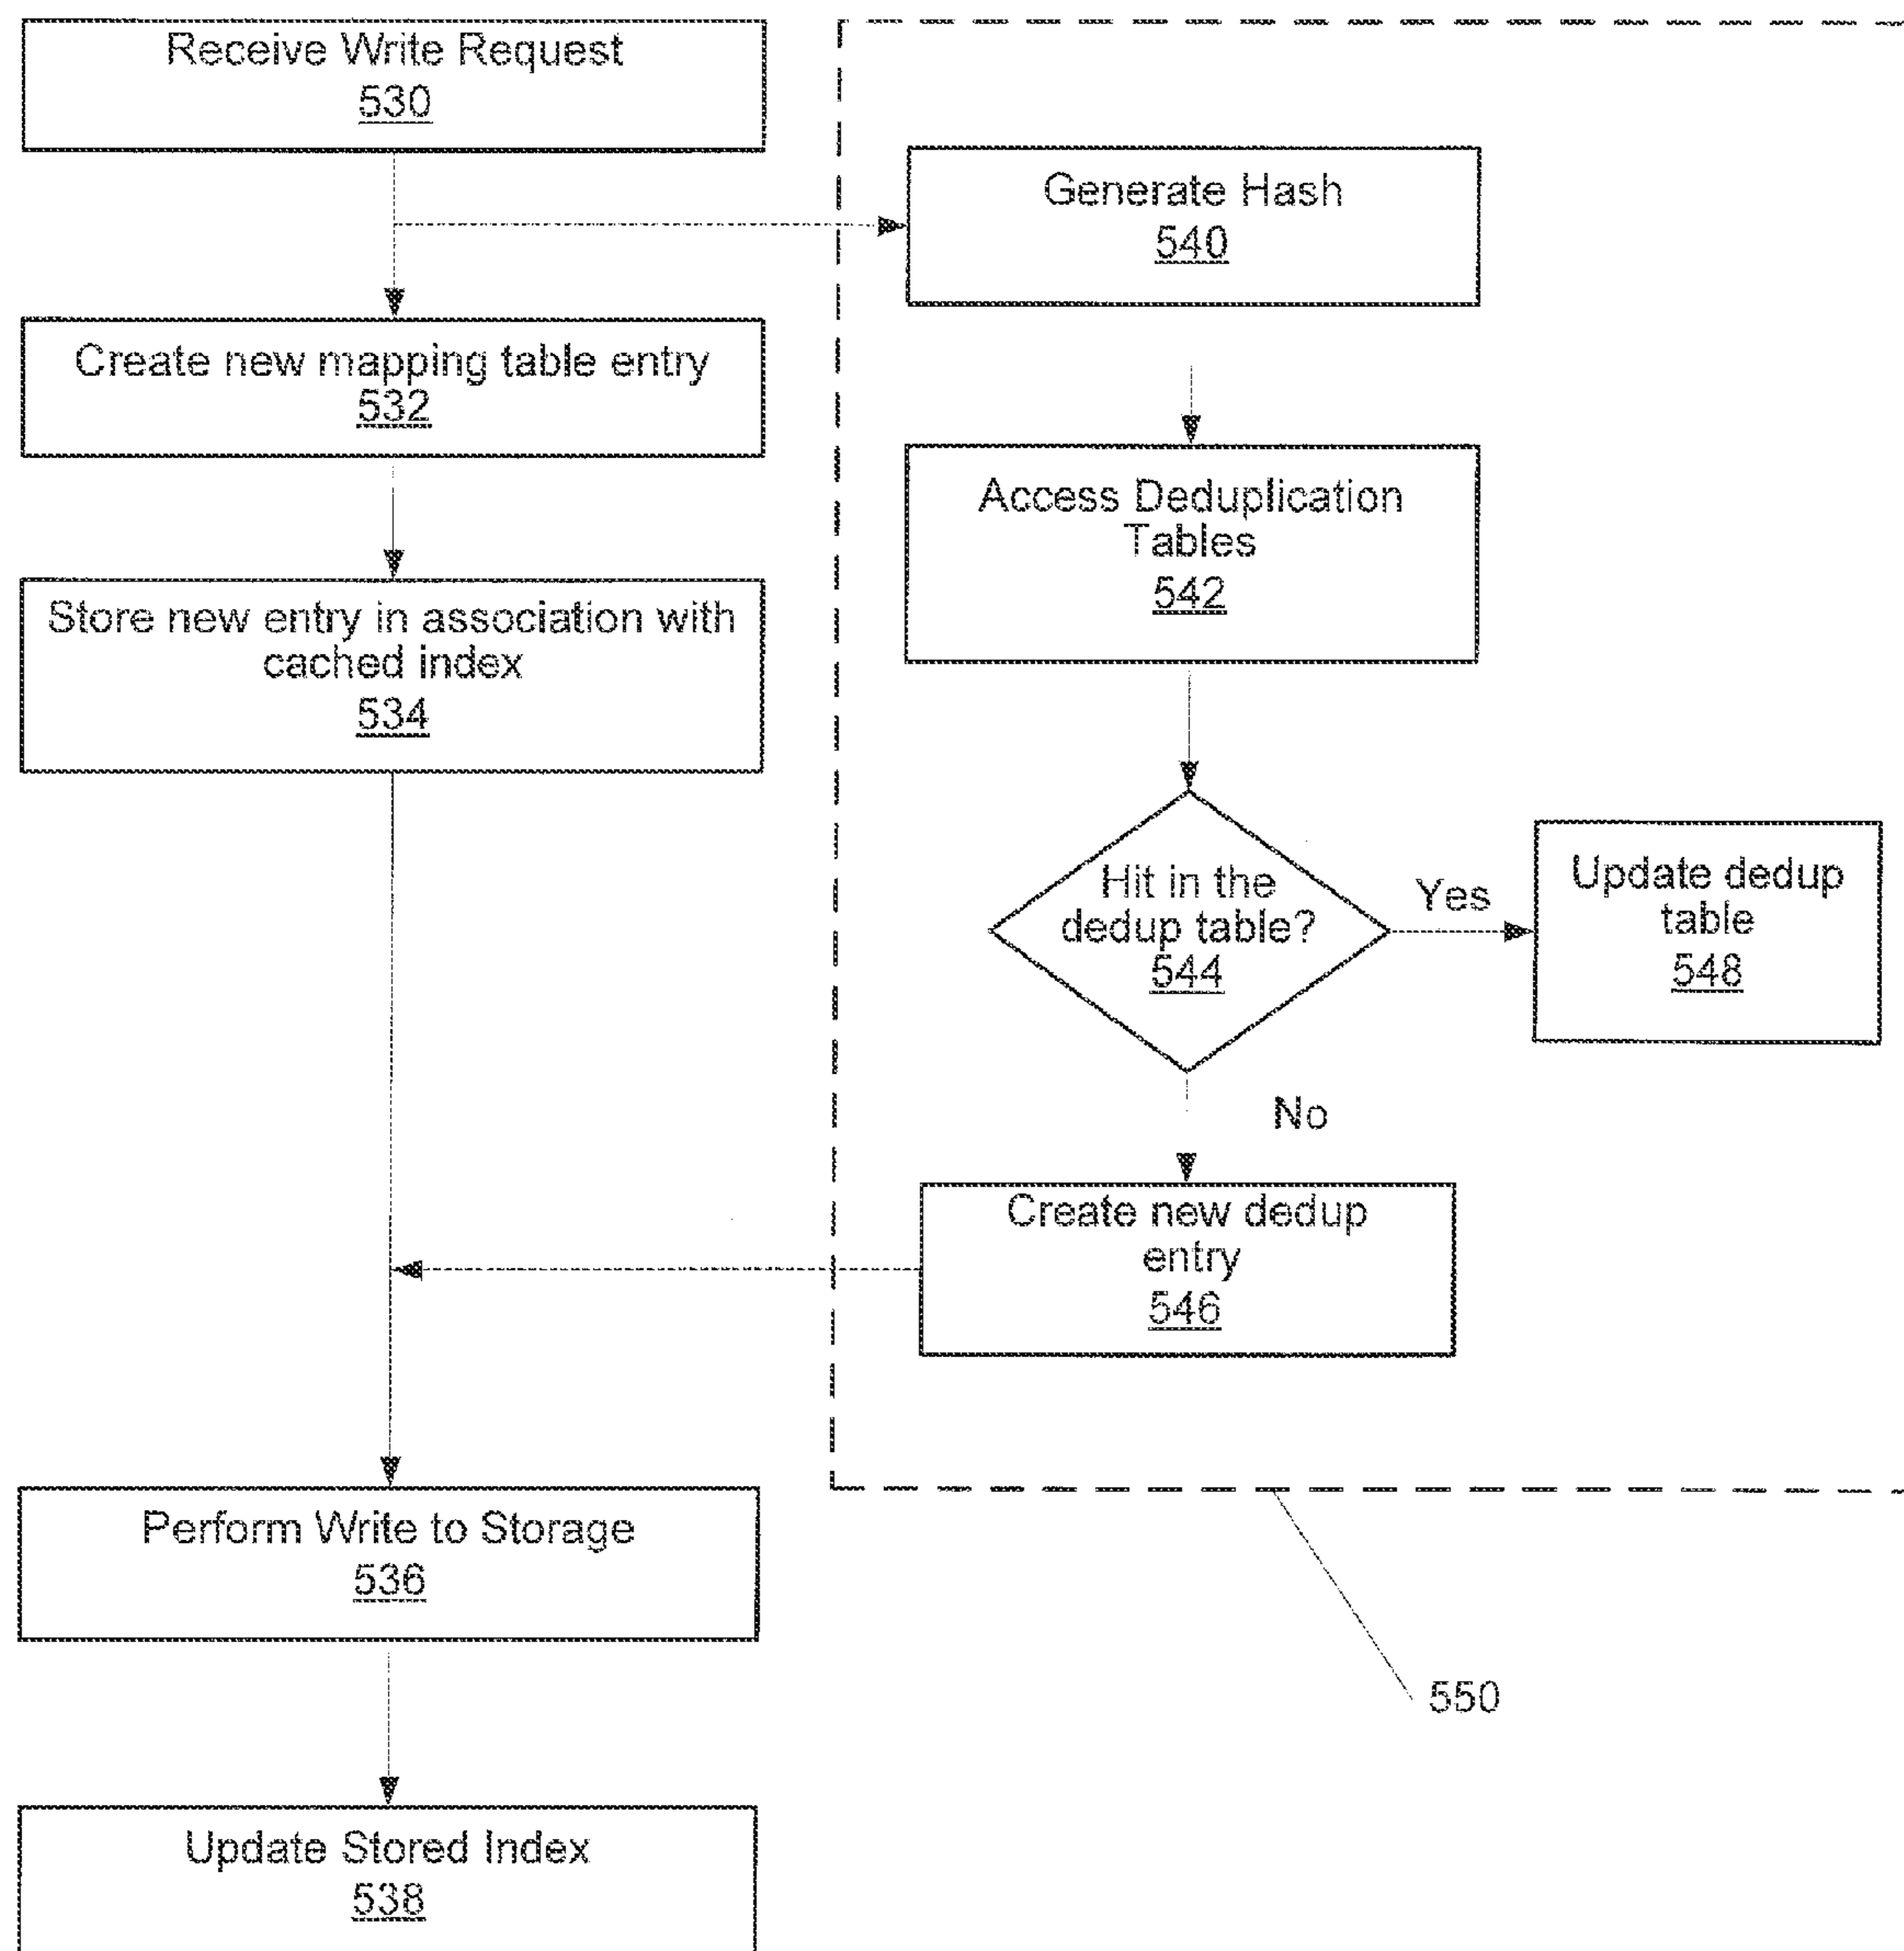 Receive Write Request
530
Create new mapping table entry
532
Store new entry in association with
cached index
534
Perform Write to Storage
536
Update Stored Index
538
Generate Hash
540
Access Deduplication
Tables
542
Hit in the
dedup table?
544
Yes
Update dedup
table
548
No
Create new dedup
entry
546
550